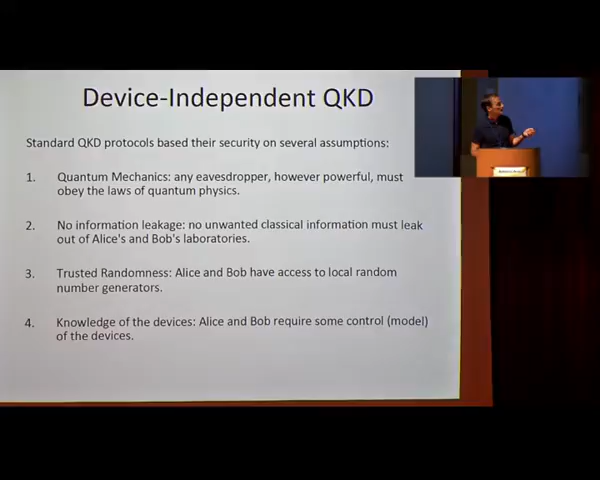 Device-Independent QKD
Standard QKD protocols based their security on several assumptions:
1. Quantum Mechanics: any eavesdropper, however powerful, must
obey the laws of quantum physics.
2. No information leakage: no unwanted classical information must leak
out of Alice's and Bob's laboratories.
3. Trusted Randomness: Alice and Bob have access to local random
number generators.
4. Knowledge of the devices: Alice and Bob require some control (model)
of the devices.